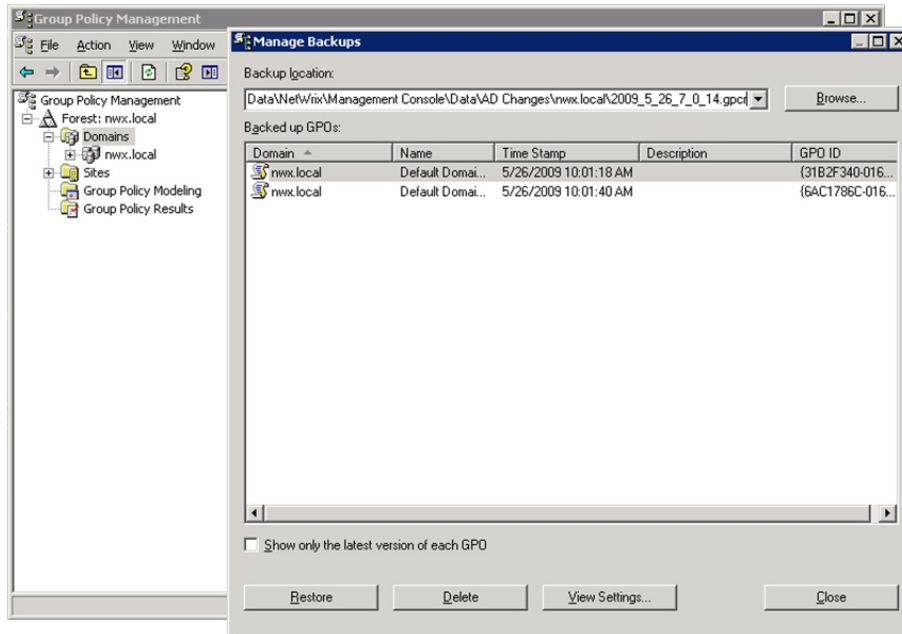 Group Policy Management
File Action View Window
Group Policy Management
Forest: nwx.local
Domains
nwx.local
Sites
Group Policy Modeling
Group Policy Results
Manage Backups
Backup location:
Data\NetWrix\Management Console\Data\AD Changes\nwx.local\2009_5_26_7_0_14.gpcr
Browse...
Backed up GPOs:
Domain Name Time Stamp Description GPO ID
nwx.local Default Domai... 5/26/2009 10:01:18 AM {31B2F340-016...
nwx.local Default Domai... 5/26/2009 10:01:40 AM {6AC1786C-016...
Show only the latest version of each GPO
Restore Delete View Settings... Close